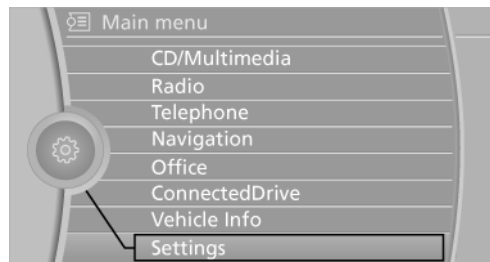 Main menu
CD/Multimedia
Radio
Telephone
Navigation
Office
ConnectedDrive
Vehicle Info
Settings